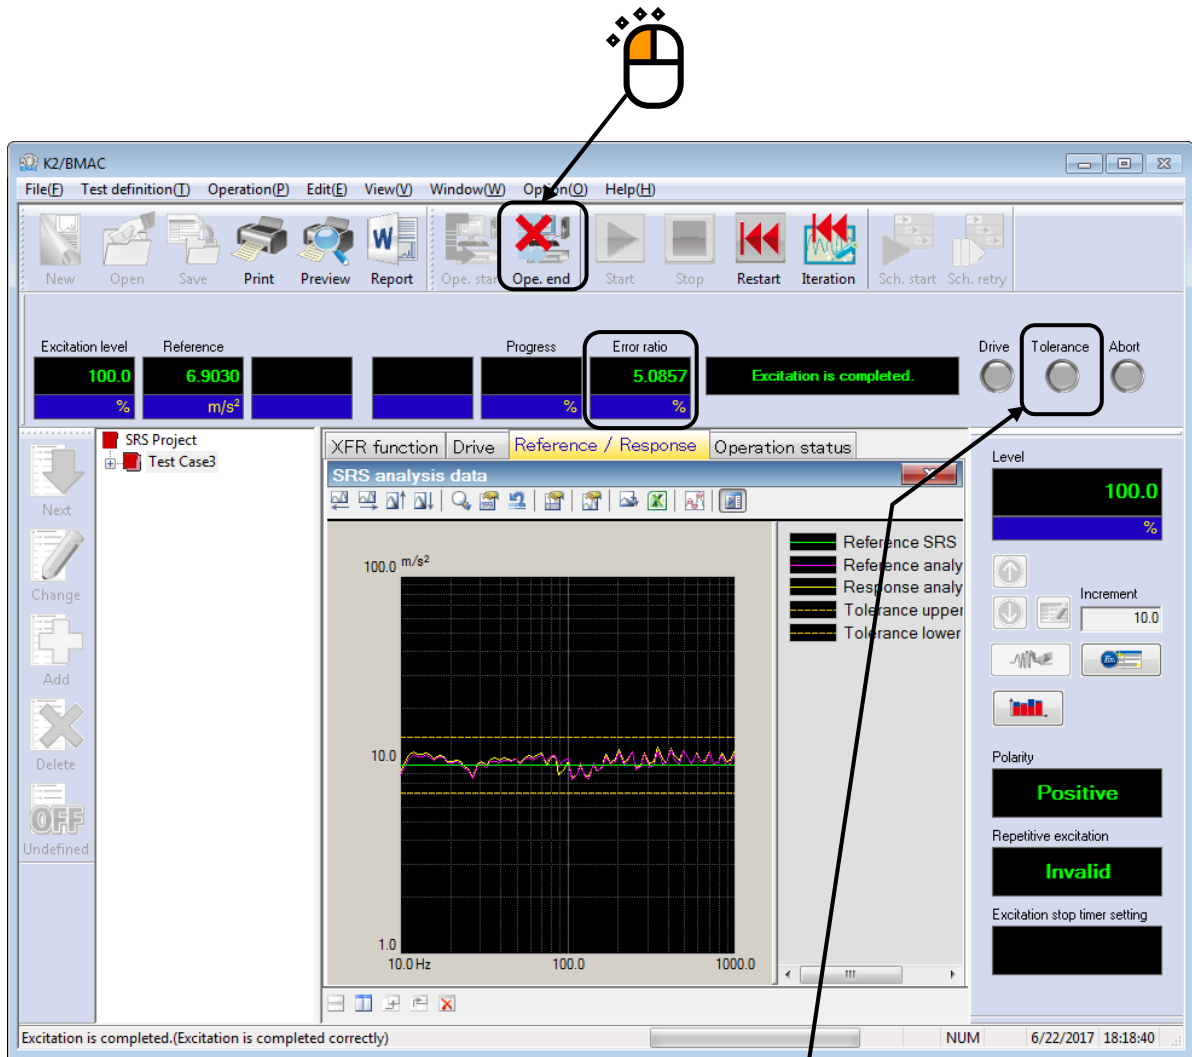 K2/BMAC
File(F) Test definition(T) Operation(P) Edit(E) View(V) Window(W) Option(O) Help(H)
New Open Save Print Preview Report Ope. start Ope. end Start Stop Restart Iteration Sch. start Sch. retry
Excitation level Reference Progress Error ratio Drive Tolerance Abort
100.0 6.9030 5.0857 Excitation is completed.
% m/s² % %
SRS Project
Test Case3
XFR function Drive Reference / Response Operation status
SRS analysis data
Next
Change
Add
Delete
OFF
Undefined
100.0 m/s²
10.0
1.0
10.0 Hz 100.0 1000.0
Reference SRS
Reference analy
Response analy
Tolerance upper
Tolerance lower
Level
100.0
%
Increment
10.0
Polarity
Positive
Repetitive excitation
Invalid
Excitation stop timer setting
Excitation is completed.(Excitation is completed correctly) NUM 6/22/2017 18:18:40